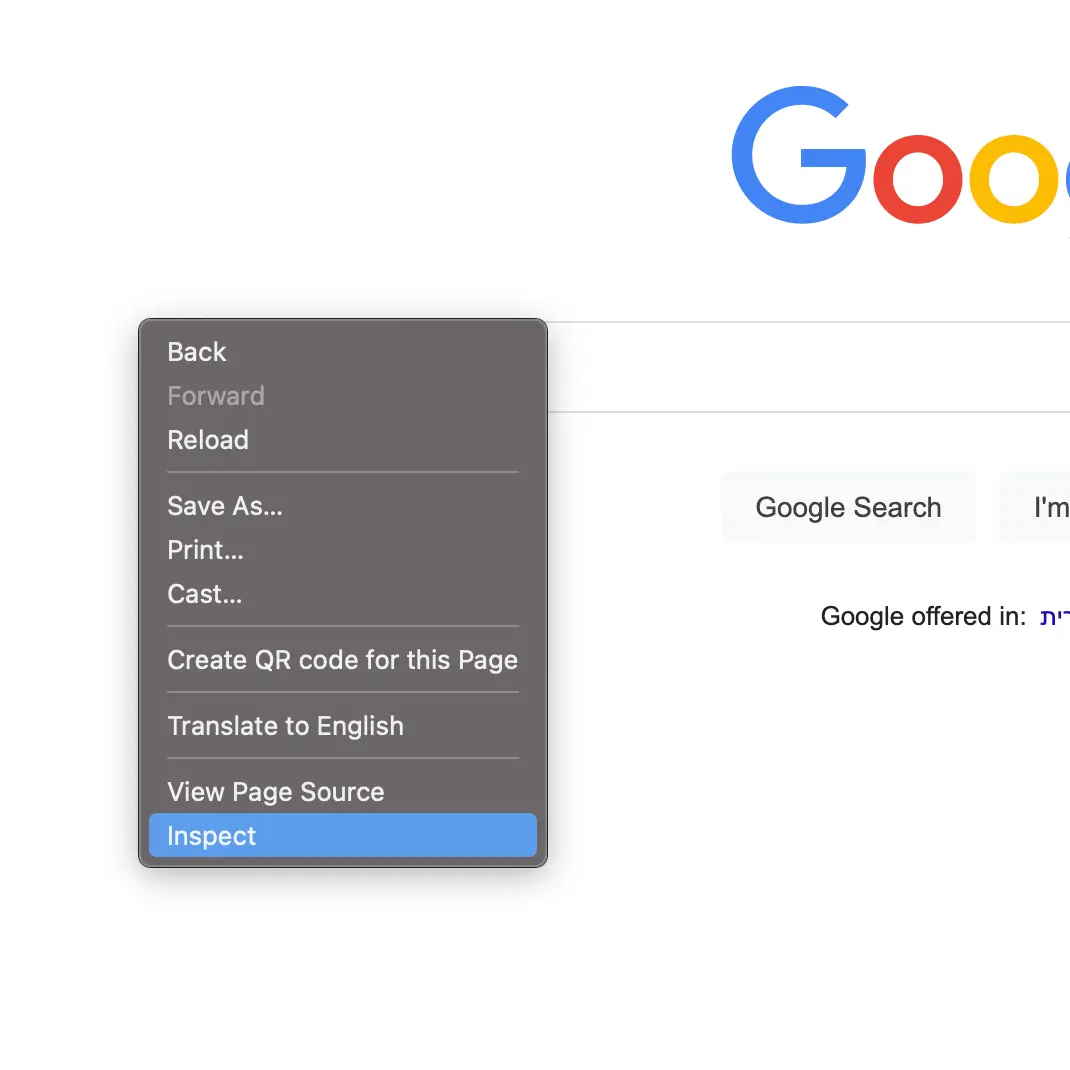 Goo
Back
Forward
Reload
Save As...
Print...
Cast...
Create QR code for this Page
Translate to English
View Page Source
Inspect
Google Search
I'm
Google offered in: